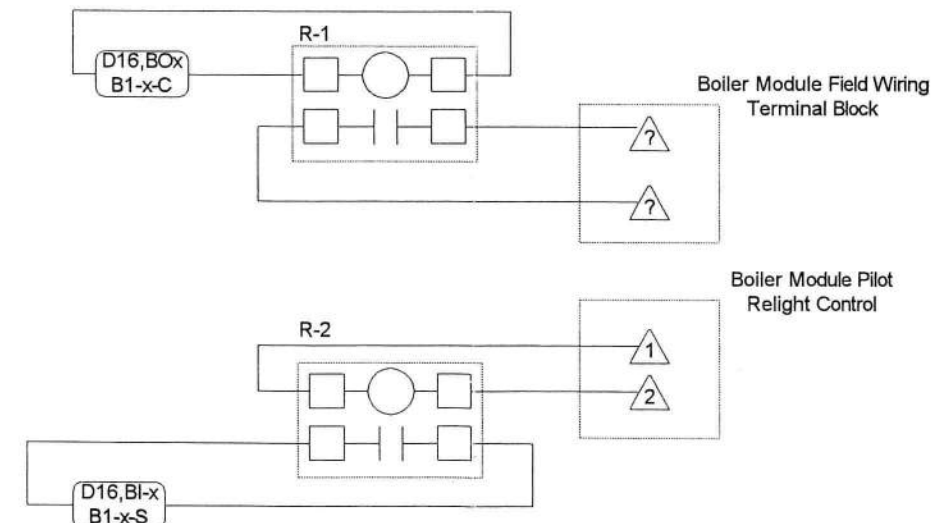 R-1
D16,BOx
B1-x-C
Boiler Module Field Wiring
Terminal Block
?
?
Boiler Module Pilot
Relight Control
R-2
1
2
D16,BI-x
B1-x-S